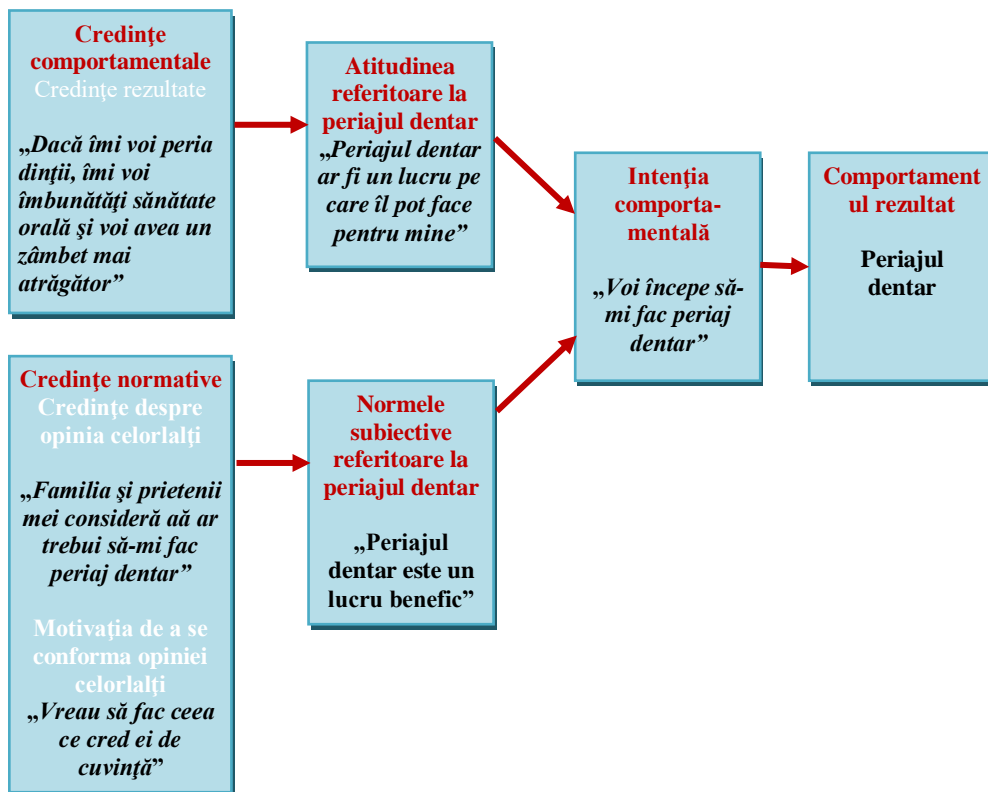 Credinţe
comportamentale
Credinţe rezultate
„Dacă îmi voi peria
dinţii, îmi voi
îmbunătăţi sănătate
orală şi voi avea un
zâmbet mai
atrăgător”
Atitudinea
referitoare la
periajul dentar
„Periajul dentar
ar fi un lucru pe
care îl pot face
pentru mine”
Intenţia
comporta-
mentală
„Voi începe să-
mi fac periaj
dentar”
Comportament
ul rezultat
Periajul
dentar
Credinţe normative
Credinţe despre
opinia celorlalţi
„Familia şi prietenii
mei consideră aă ar
trebui să-mi fac
periaj dentar”
Motivaţia de a se
conforma opiniei
celorlalţi
„Vreau să fac ceea
ce cred ei de
cuvinţă”
Normele
subiective
referitoare la
periajul dentar
„Periajul
dentar este un
lucru benefic”